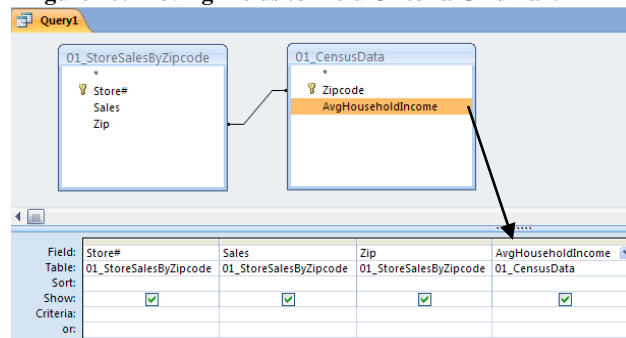 Query1
01_StoreSalesByZipcode
*
Store#
Sales
Zip
01_CensusData
*
Zipcode
AvgHouseholdIncome
Field: Store# Sales Zip AvgHouseholdIncome
Table: 01_StoreSalesByZipcode 01_StoreSalesByZipcode 01_StoreSalesByZipcode 01_CensusData
Sort:
Show:
Criteria:
or: